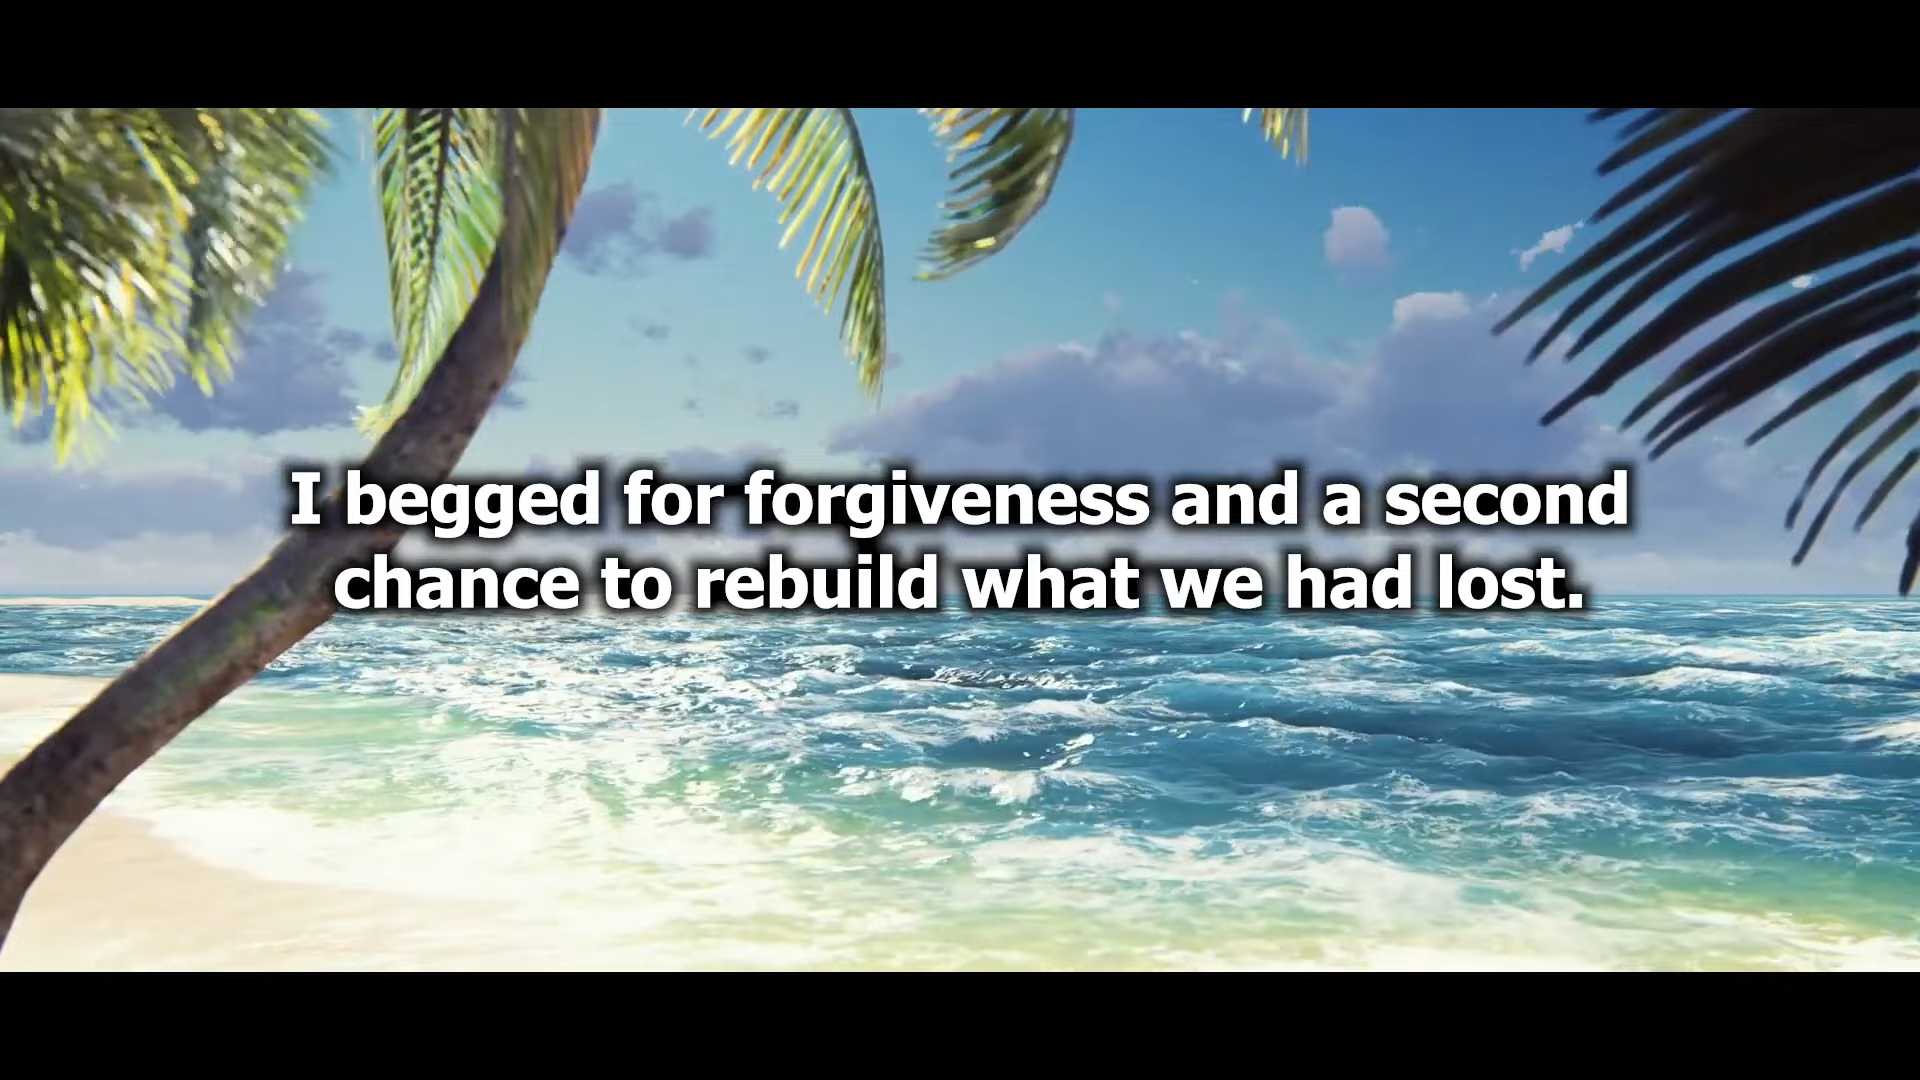 I begged for forgiveness and a second
chance to rebuild what we had lost.